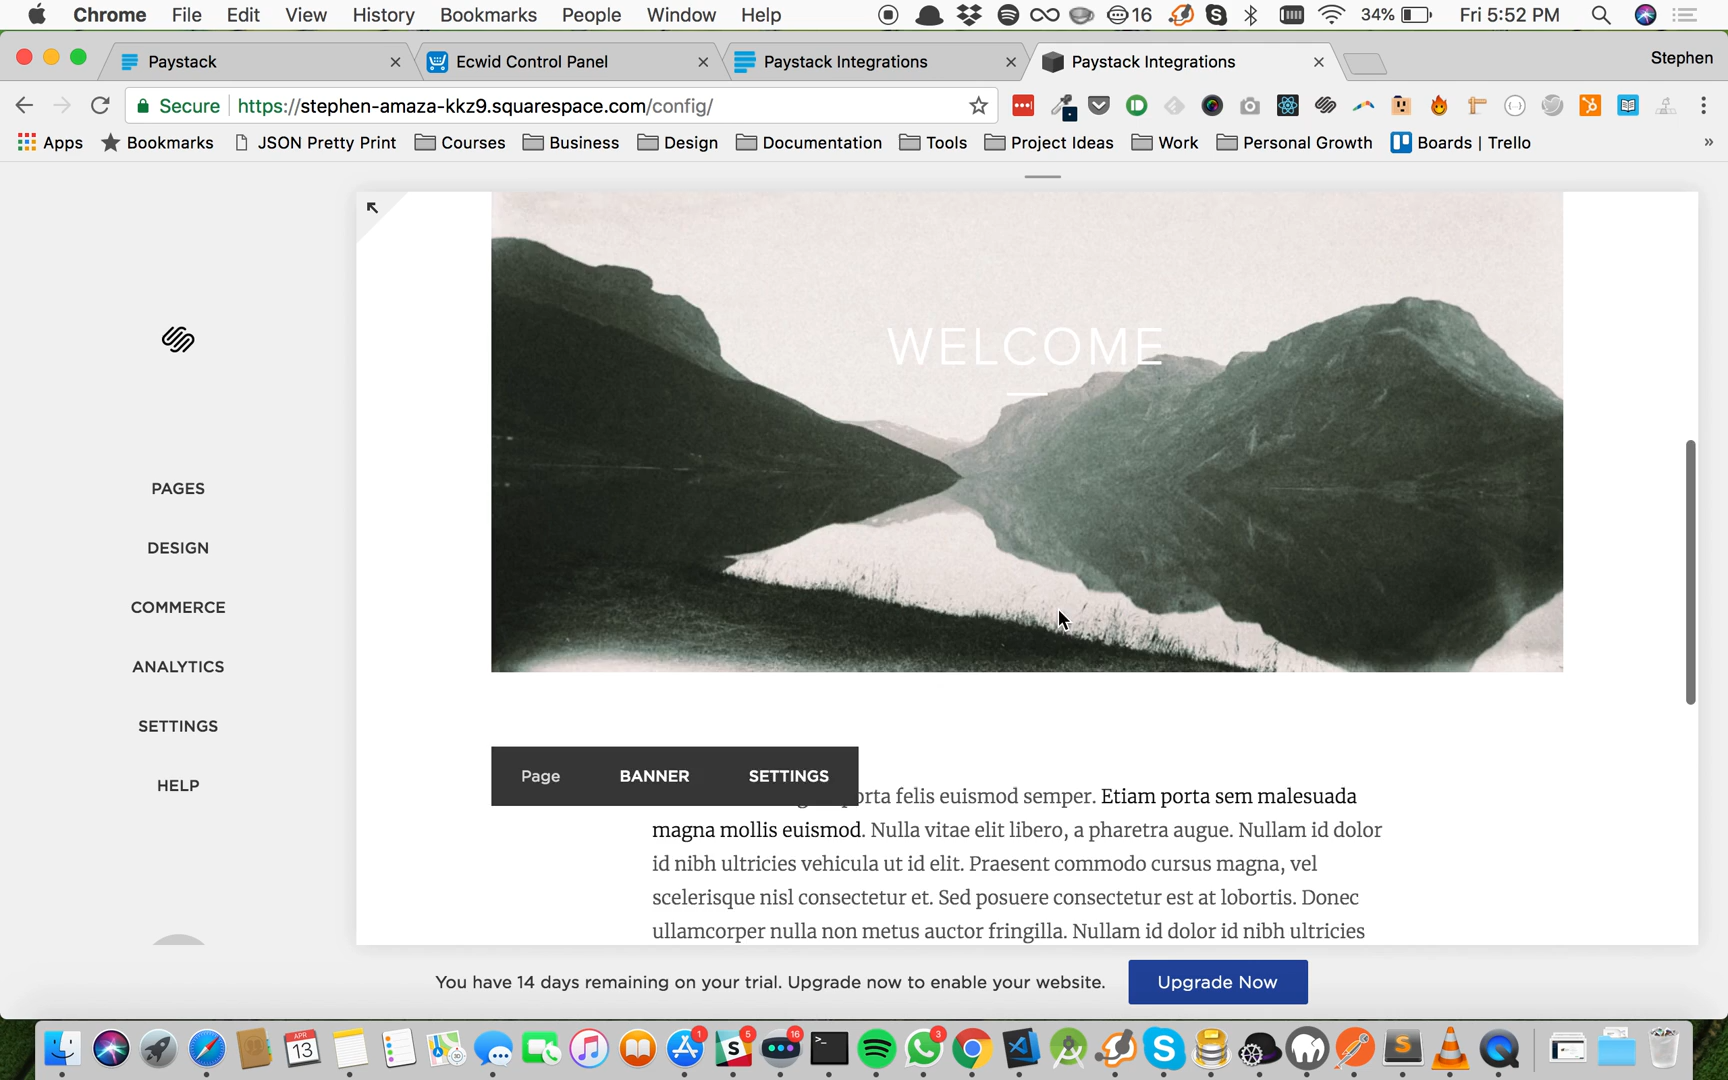 Chrome File Edit View History Bookmarks People Window Help 16 34% Fri 5:52 PM
Paystack Ecwid Control Panel Paystack Integrations Paystack Integrations Stephen
Secure https://stephen-amaza-kkz9.squarespace.com/config/
Apps Bookmarks JSON Pretty Print Courses Business Design Documentation Tools Project Ideas Work Personal Growth Boards | Trello »
WELCOME
PAGES
DESIGN
COMMERCE
ANALYTICS
SETTINGS
HELP
Page BANNER SETTINGS
porta felis euismod semper. Etiam porta sem malesuada
magna mollis euismod. Nulla vitae elit libero, a pharetra augue. Nullam id dolor
id nibh ultricies vehicula ut id elit. Praesent commodo cursus magna, vel
scelerisque nisl consectetur et. Sed posuere consectetur est at lobortis. Donec
ullamcorper nulla non metus auctor fringilla. Nullam id dolor id nibh ultricies
You have 14 days remaining on your trial. Upgrade now to enable your website. Upgrade Now
APR 13 1 5 16 3